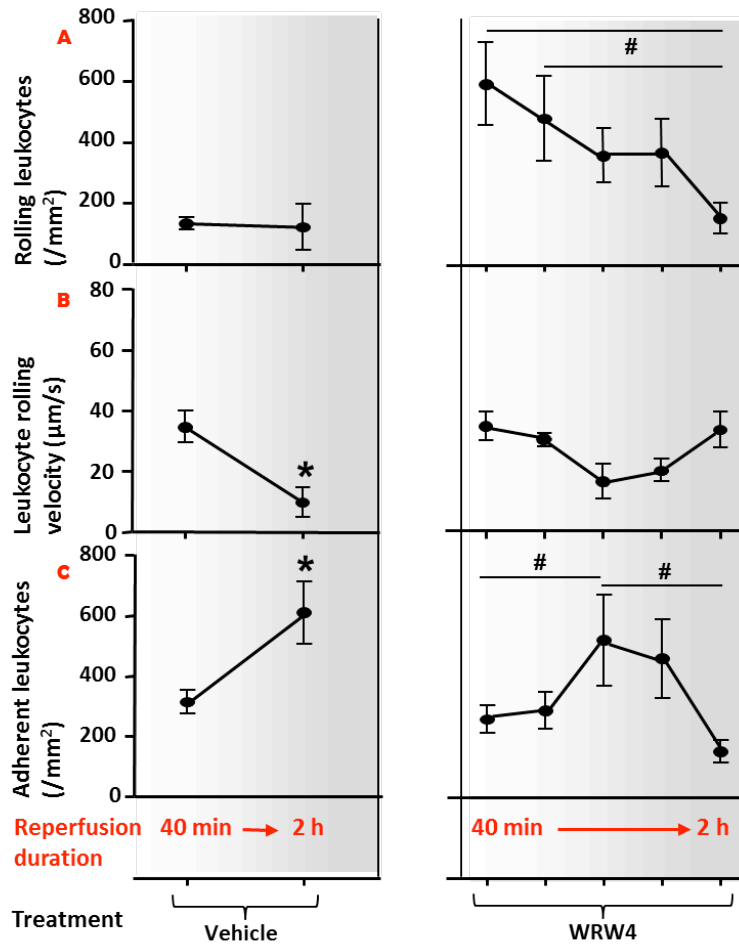 A
Rolling leukocytes
(/mm²)
800
600
400
200
0
#
#
B
Leukocyte rolling
velocity (µm/s)
80
60
40
20
0
*
C
Adherent leukocytes
(/mm²)
800
600
400
200
0
*
#
#
Reperfusion duration
40 min
2 h
40 min
2 h
Treatment
Vehicle
WRW4